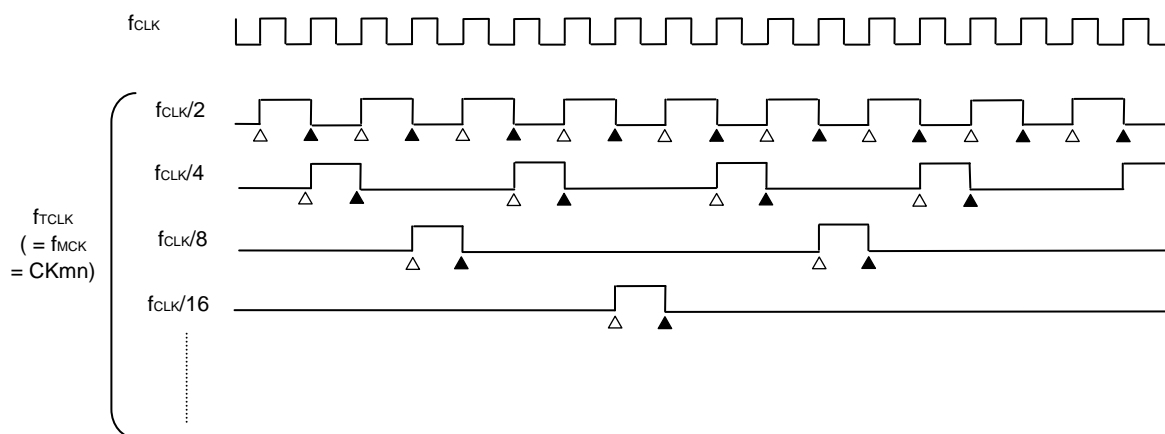 fCLK
fCLK/2
fCLK/4
fTCLK
( = fMCK
= CKmn)
fCLK/8
fCLK/16